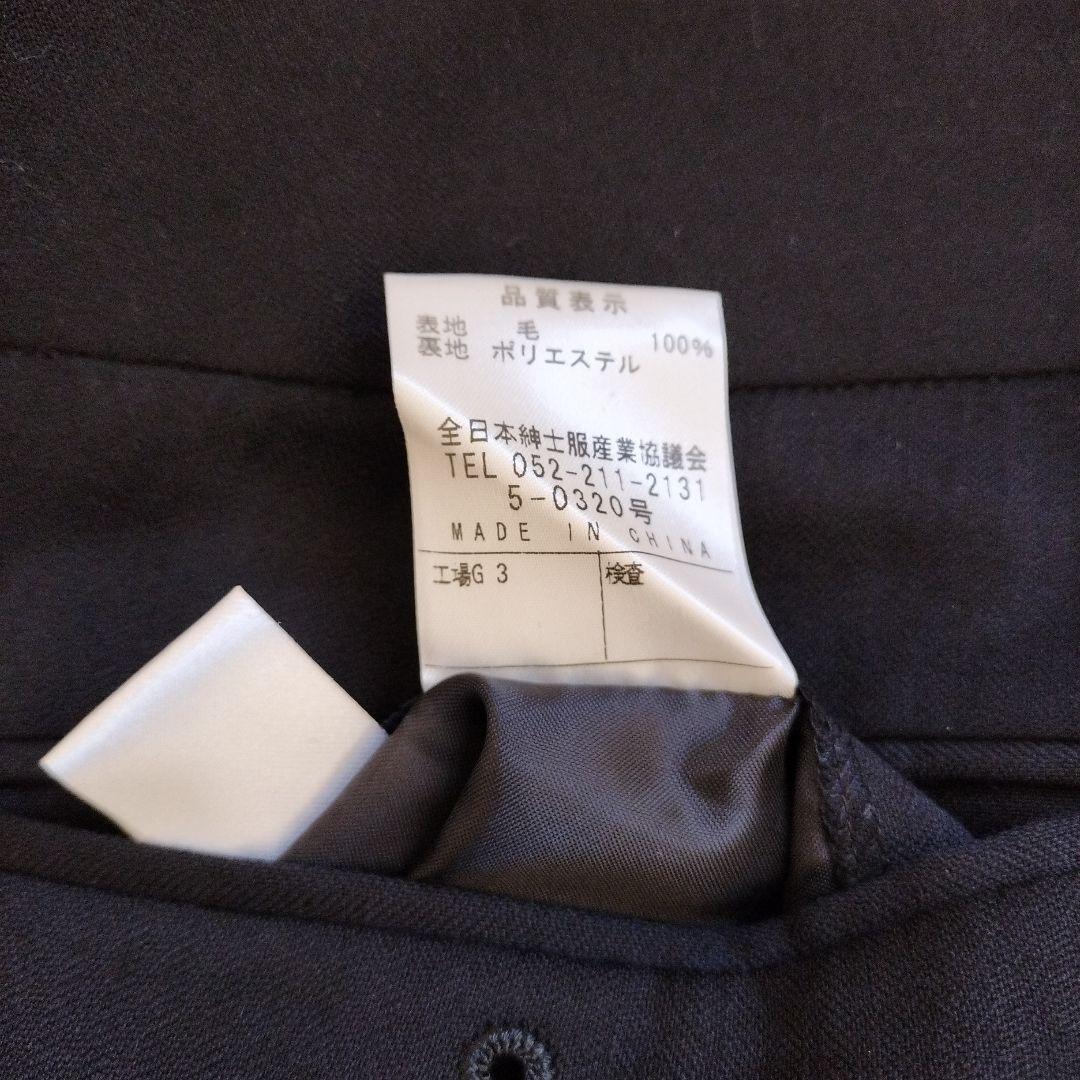 品質表示
表地 毛 100%
裏地 ポリエステル
全日本紳士服産業協議会
TEL 052-211-2131
5-0320号
MADE IN CHINA
工場G3 検査